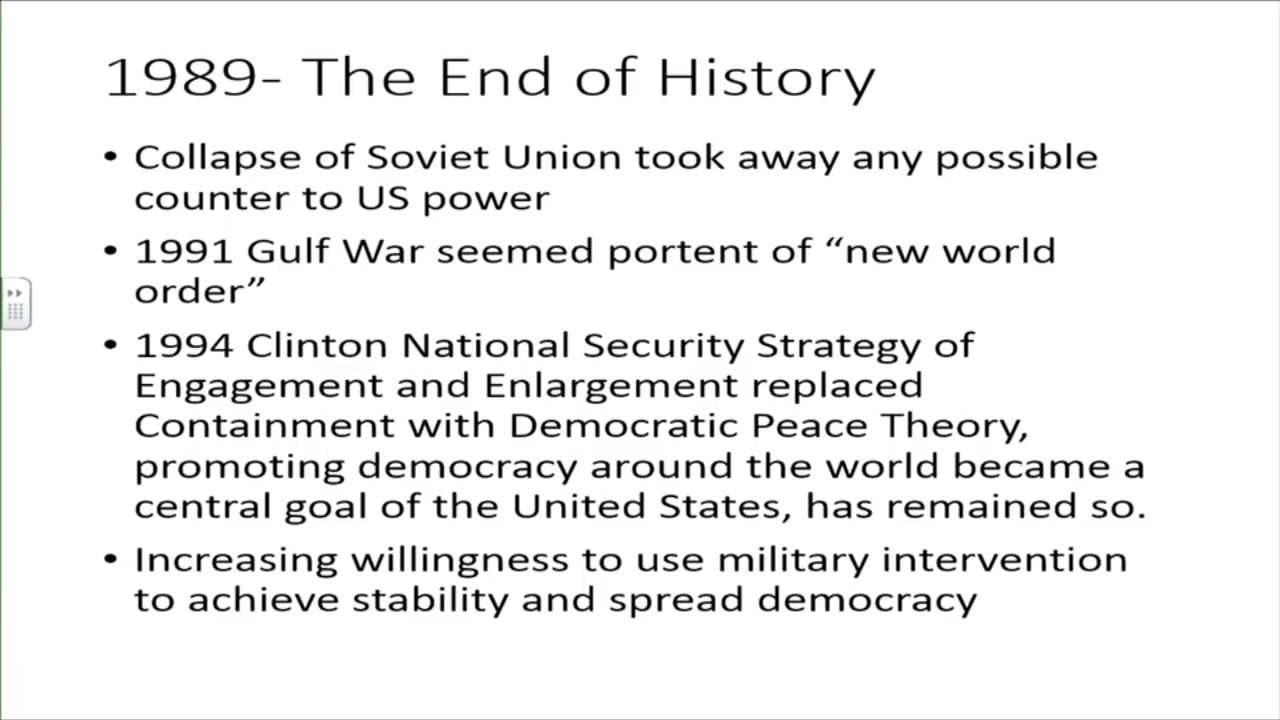 1989- The End of History
• Collapse of Soviet Union took away any possible
counter to US power
• 1991 Gulf War seemed portent of “new world
order”
• 1994 Clinton National Security Strategy of
Engagement and Enlargement replaced
Containment with Democratic Peace Theory,
promoting democracy around the world became a
central goal of the United States, has remained so.
• Increasing willingness to use military intervention
to achieve stability and spread democracy